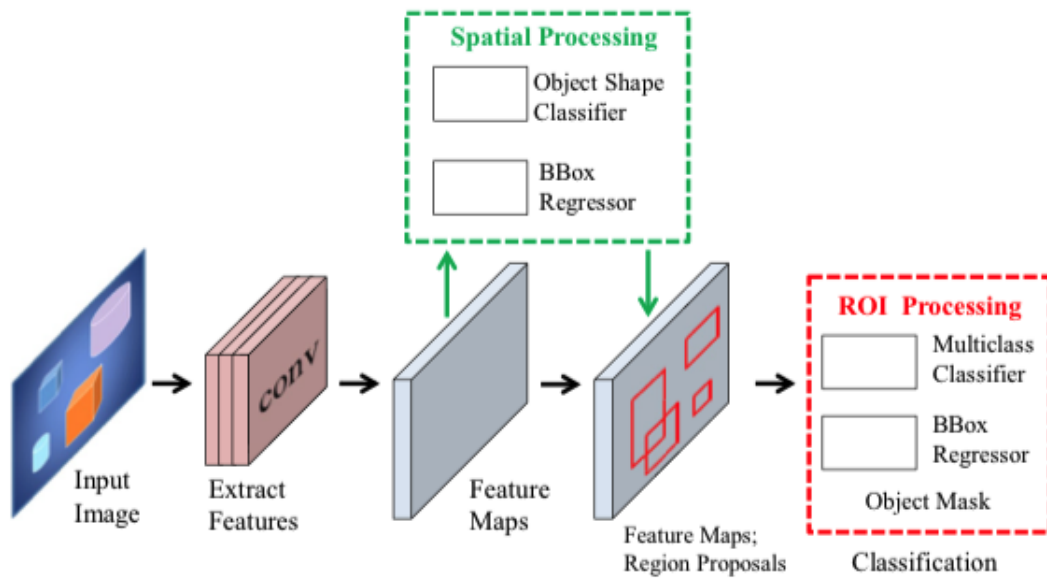 Spatial Processing
Object Shape
Classifier
BBox
Regressor
Input
Image
conv
Extract
Features
Feature
Maps
Feature Maps;
Region Proposals
ROI Processing
Multiclass
Classifier
BBox
Regressor
Object Mask
Classification